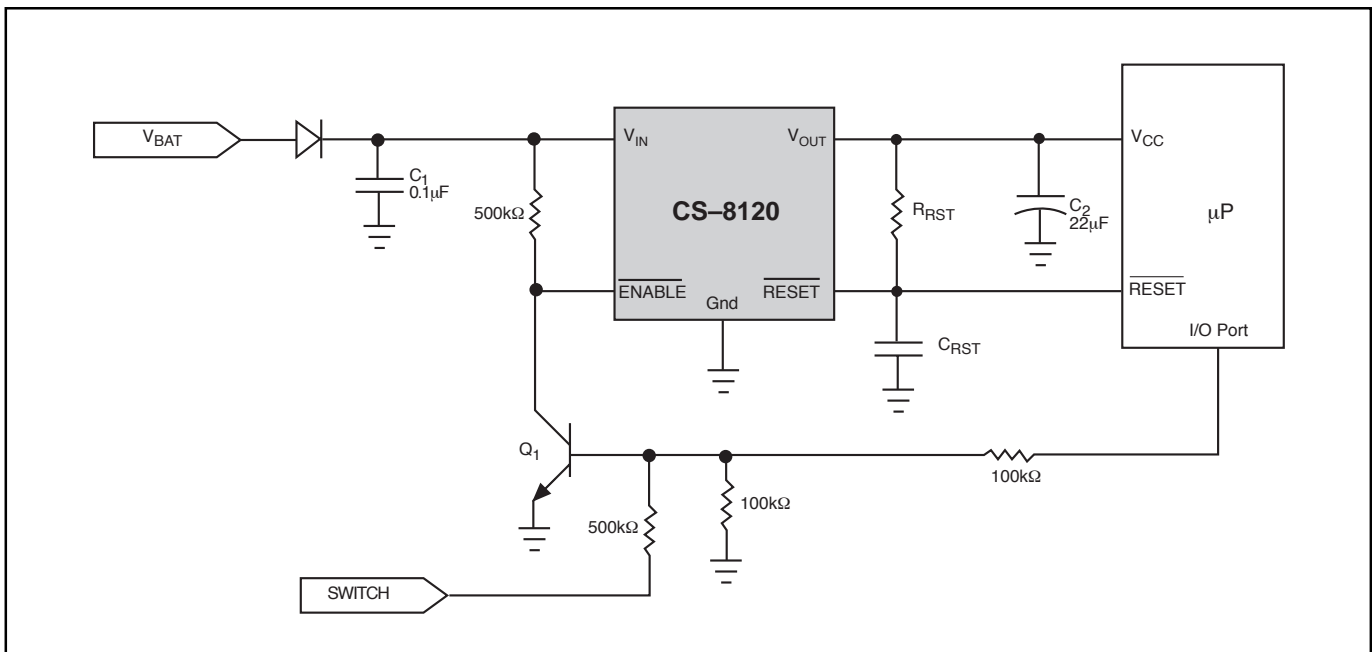 V_BAT
C_1
0.1µF
500kΩ
V_IN
V_OUT
CS–8120
ENABLE
Gnd
RESET
R_RST
C_RST
C_2
22µF
V_CC
µP
RESET
I/O Port
Q_1
500kΩ
100kΩ
100kΩ
SWITCH